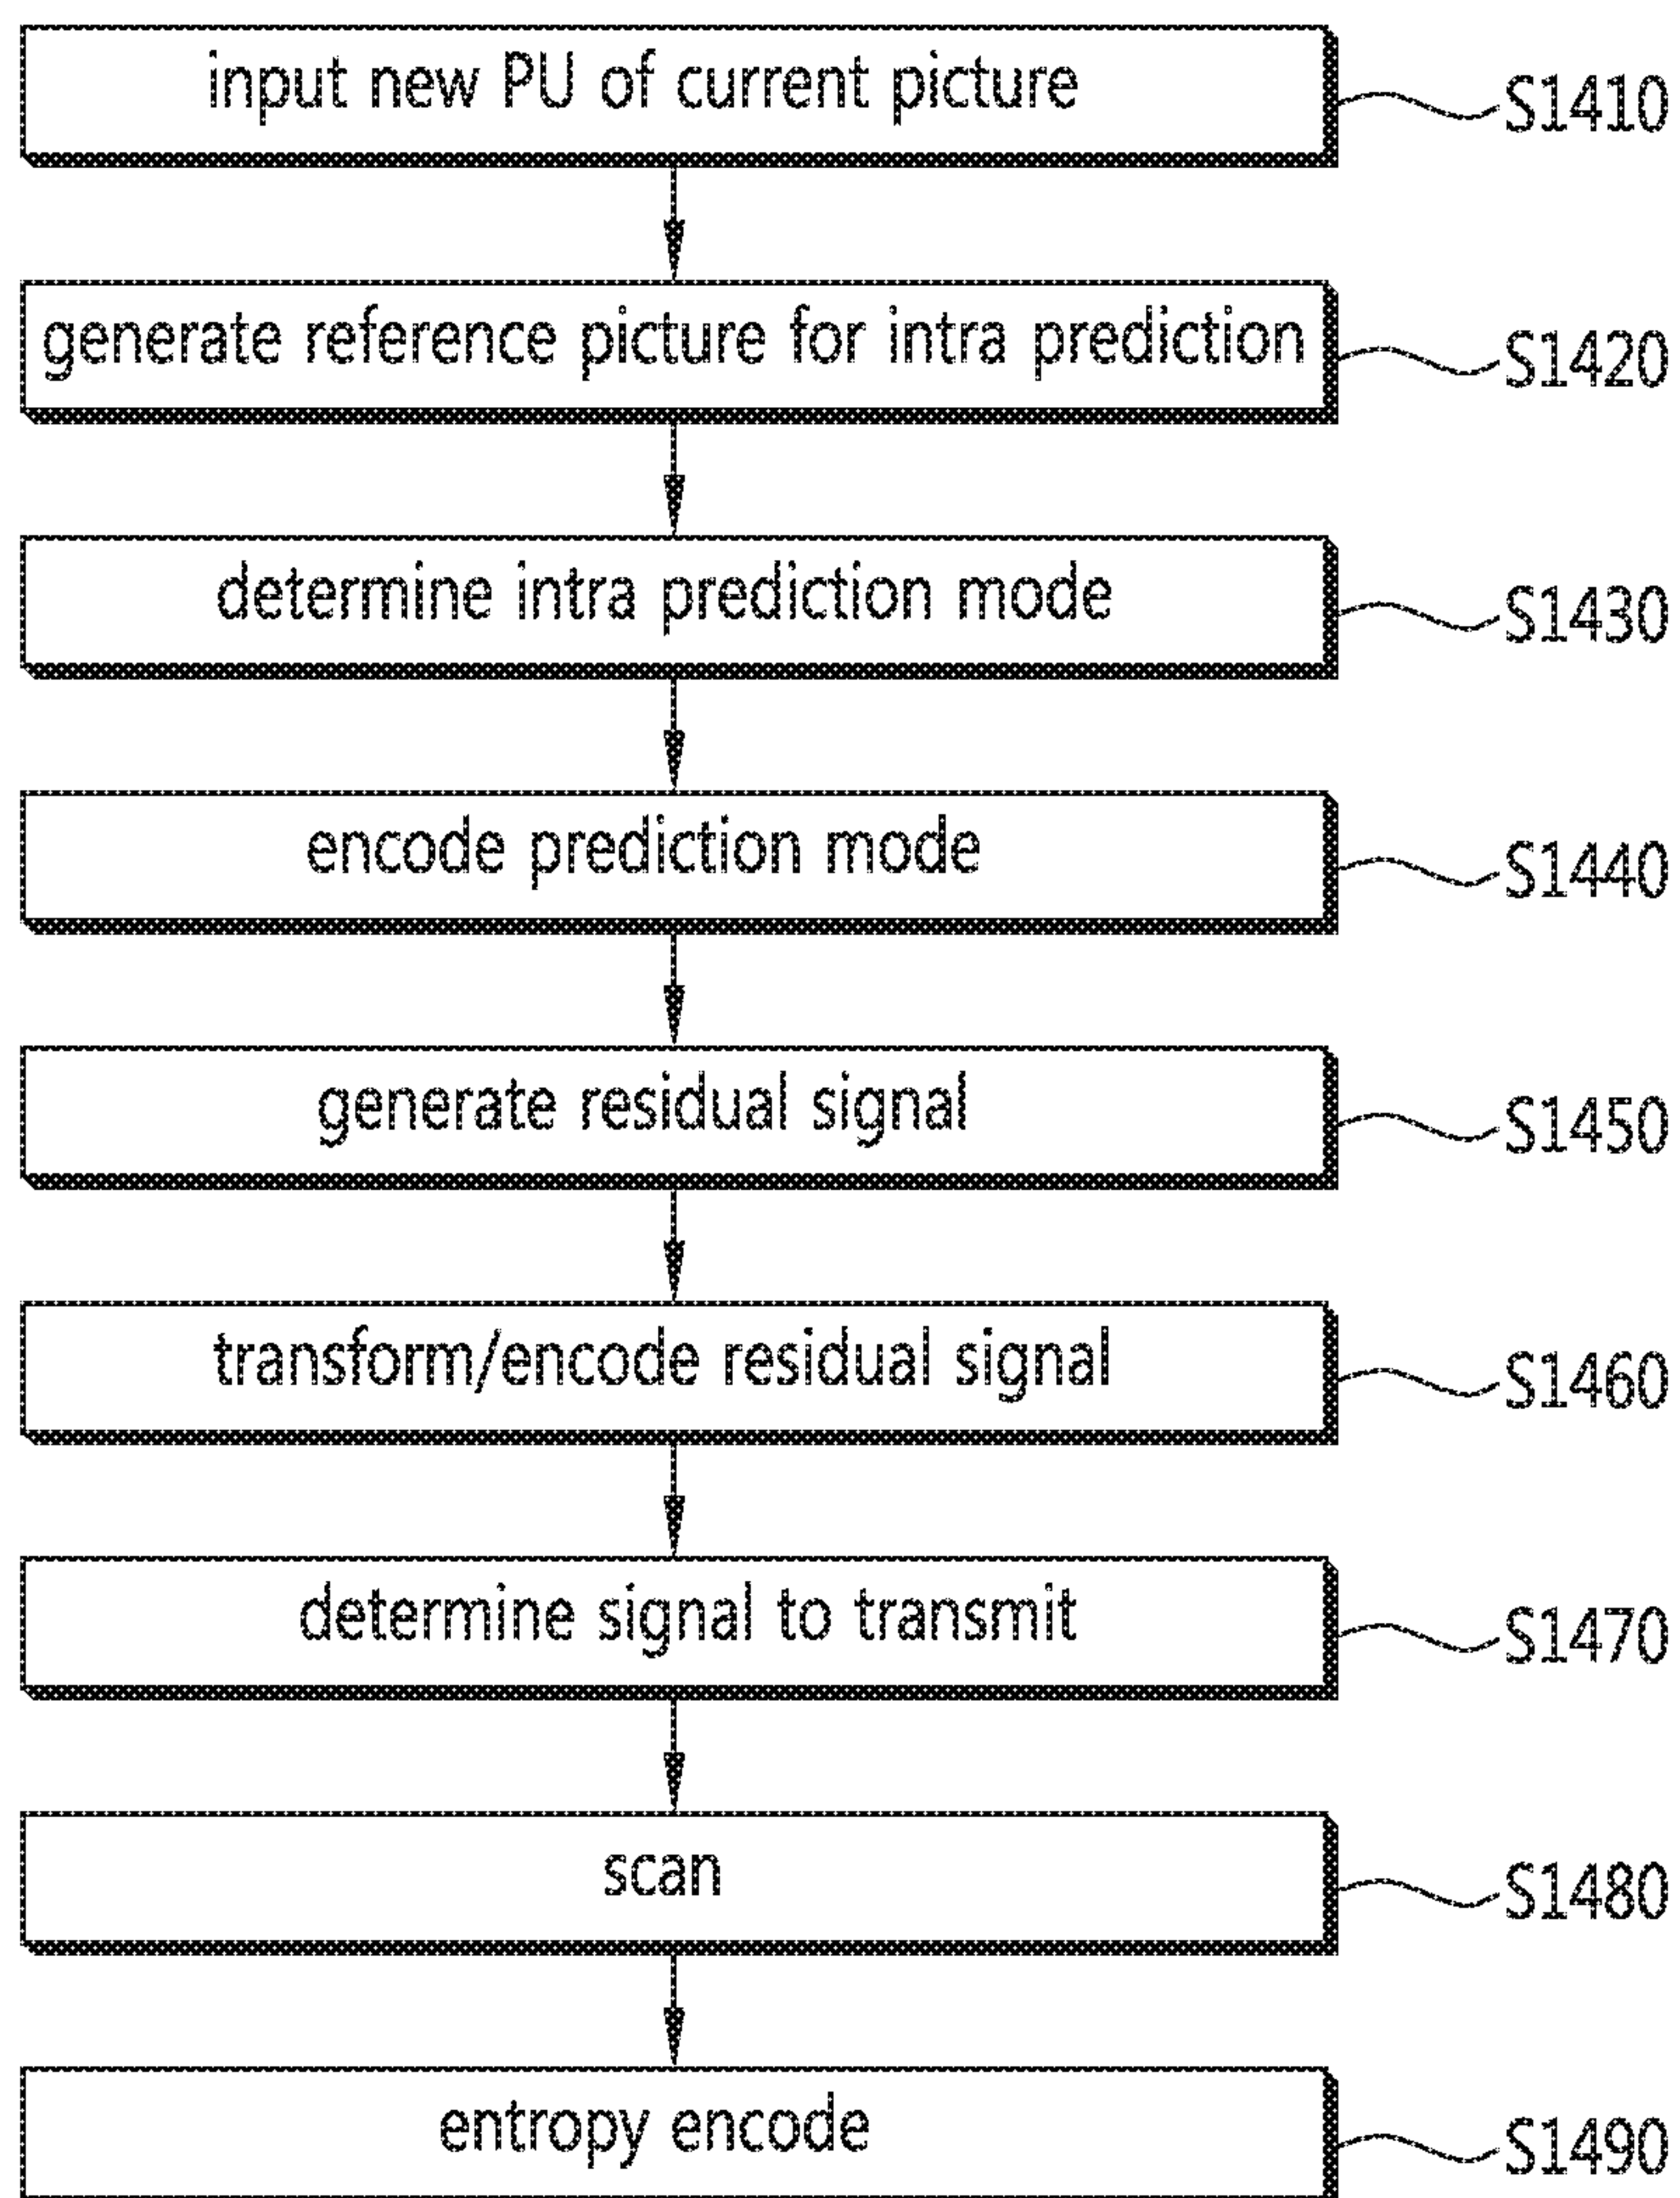 input new PU of current picture
S1410
generate reference picture for intra prediction
S1420
determine intra prediction mode
S1430
encode prediction mode
S1440
generate residual signal
S1450
transform/encode residual signal
S1460
determine signal to transmit
S1470
scan
S1480
entropy encode
S1490